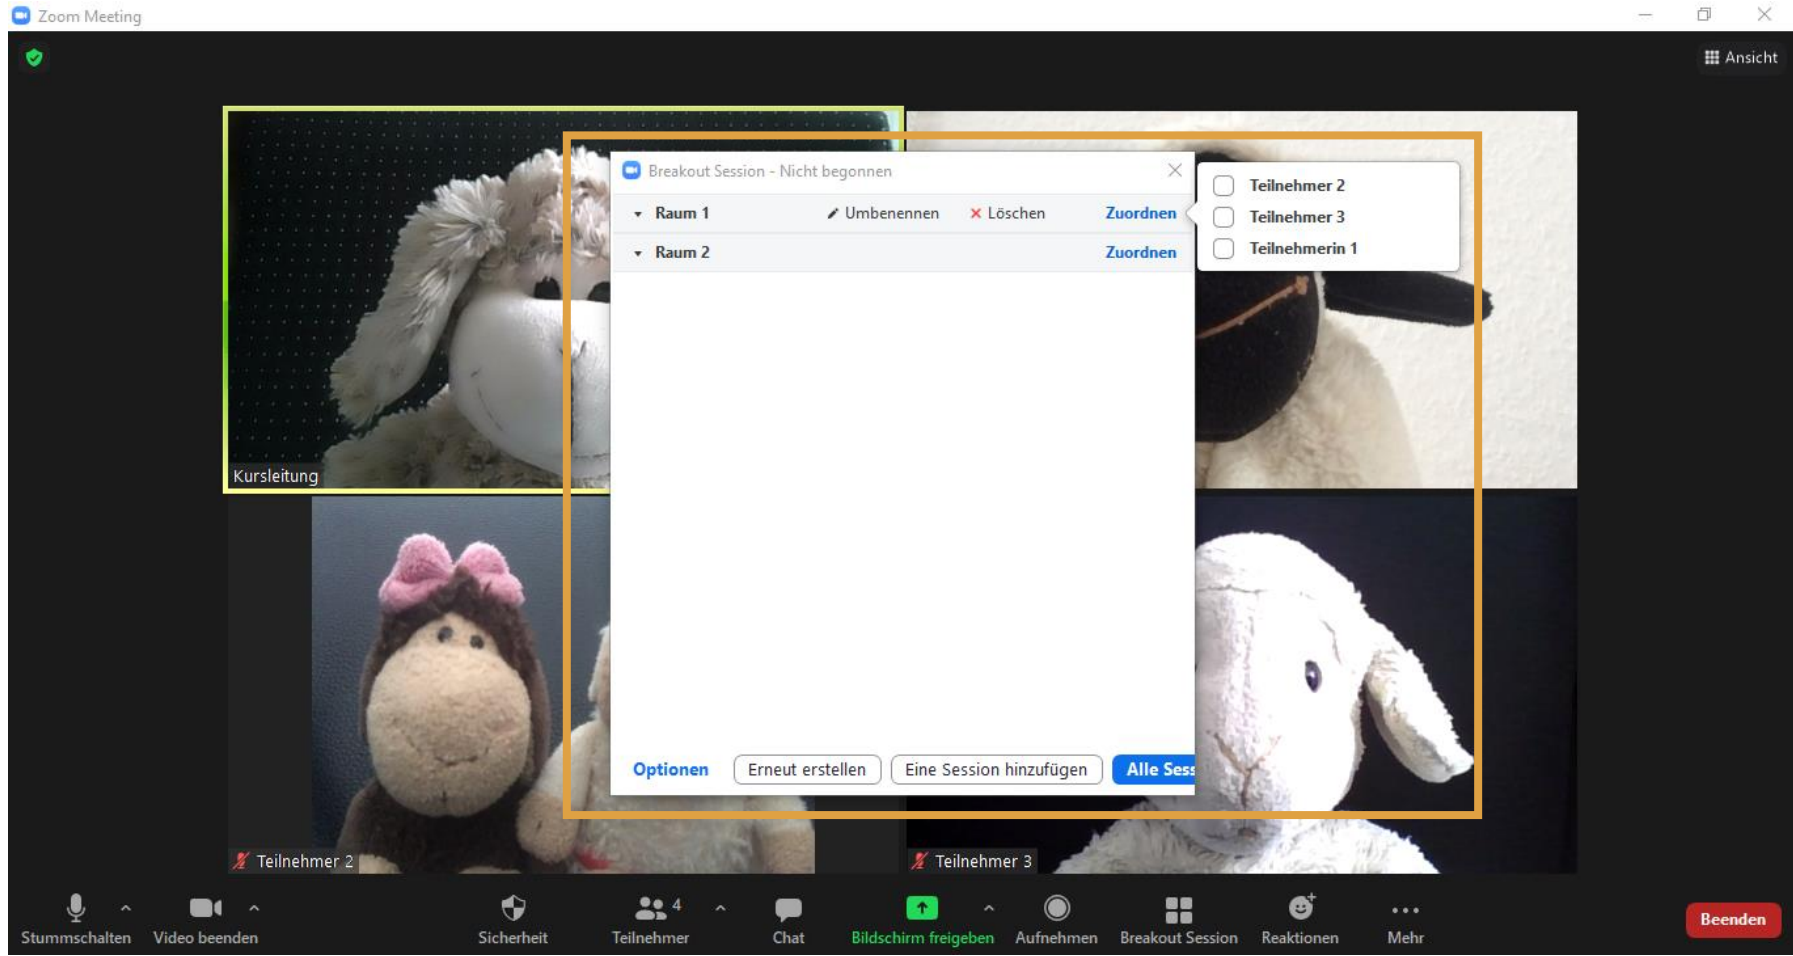 Zoom Meeting
Ansicht
Breakout Session - Nicht begonnen
Raum 1 Umbenennen Löschen Zuordnen
Raum 2 Zuordnen
Teilnehmer 2
Teilnehmer 3
Teilnehmerin 1
Kursleitung
Optionen Erneut erstellen Eine Session hinzufügen Alle Sess
Teilnehmer 2
Teilnehmer 3
4
Stummschalten Video beenden Sicherheit Teilnehmer Chat Bildschirm freigeben Aufnehmen Breakout Session Reaktionen Mehr Beenden